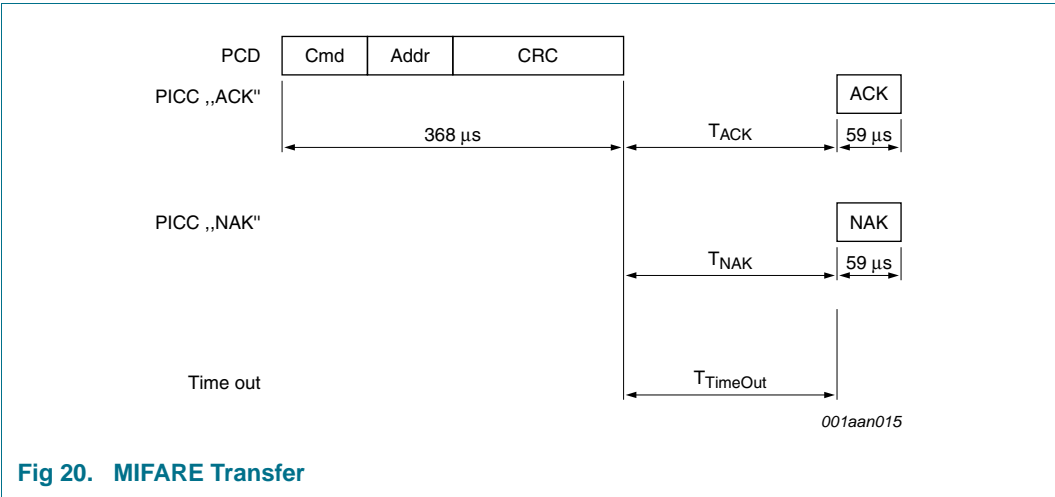 PCD Cmd Addr CRC
PICC ,,ACK" ACK
368 μs TACK 59 μs
PICC ,,NAK" NAK
TNAK 59 μs
Time out TTimeOut
001aan015
Fig 20. MIFARE Transfer